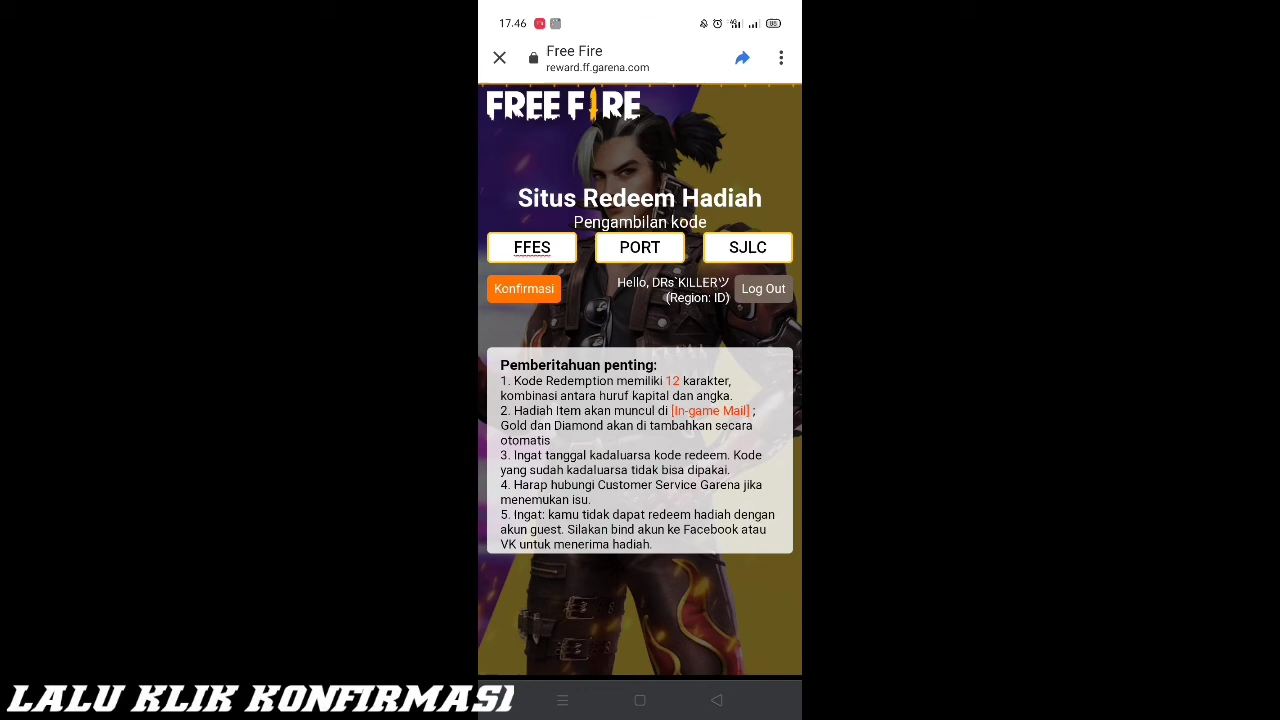 17.46
4G
88
Free Fire
reward.ff.garena.com
FREE FIRE
Situs Redeem Hadiah
Pengambilan kode
FFES PORT SJLC
Konfirmasi
Hello, DRs`KILLERツ
(Region: ID)
Log Out
Pemberitahuan penting:
1. Kode Redemption memiliki 12 karakter,
kombinasi antara huruf kapital dan angka.
2. Hadiah Item akan muncul di [In-game Mail] ;
Gold dan Diamond akan di tambahkan secara
otomatis
3. Ingat tanggal kadaluarsa kode redeem. Kode
yang sudah kadaluarsa tidak bisa dipakai.
4. Harap hubungi Customer Service Garena jika
menemukan isu.
5. Ingat: kamu tidak dapat redeem hadiah dengan
akun guest. Silakan bind akun ke Facebook atau
VK untuk menerima hadiah.
LALU KLIK KONFIRMASI